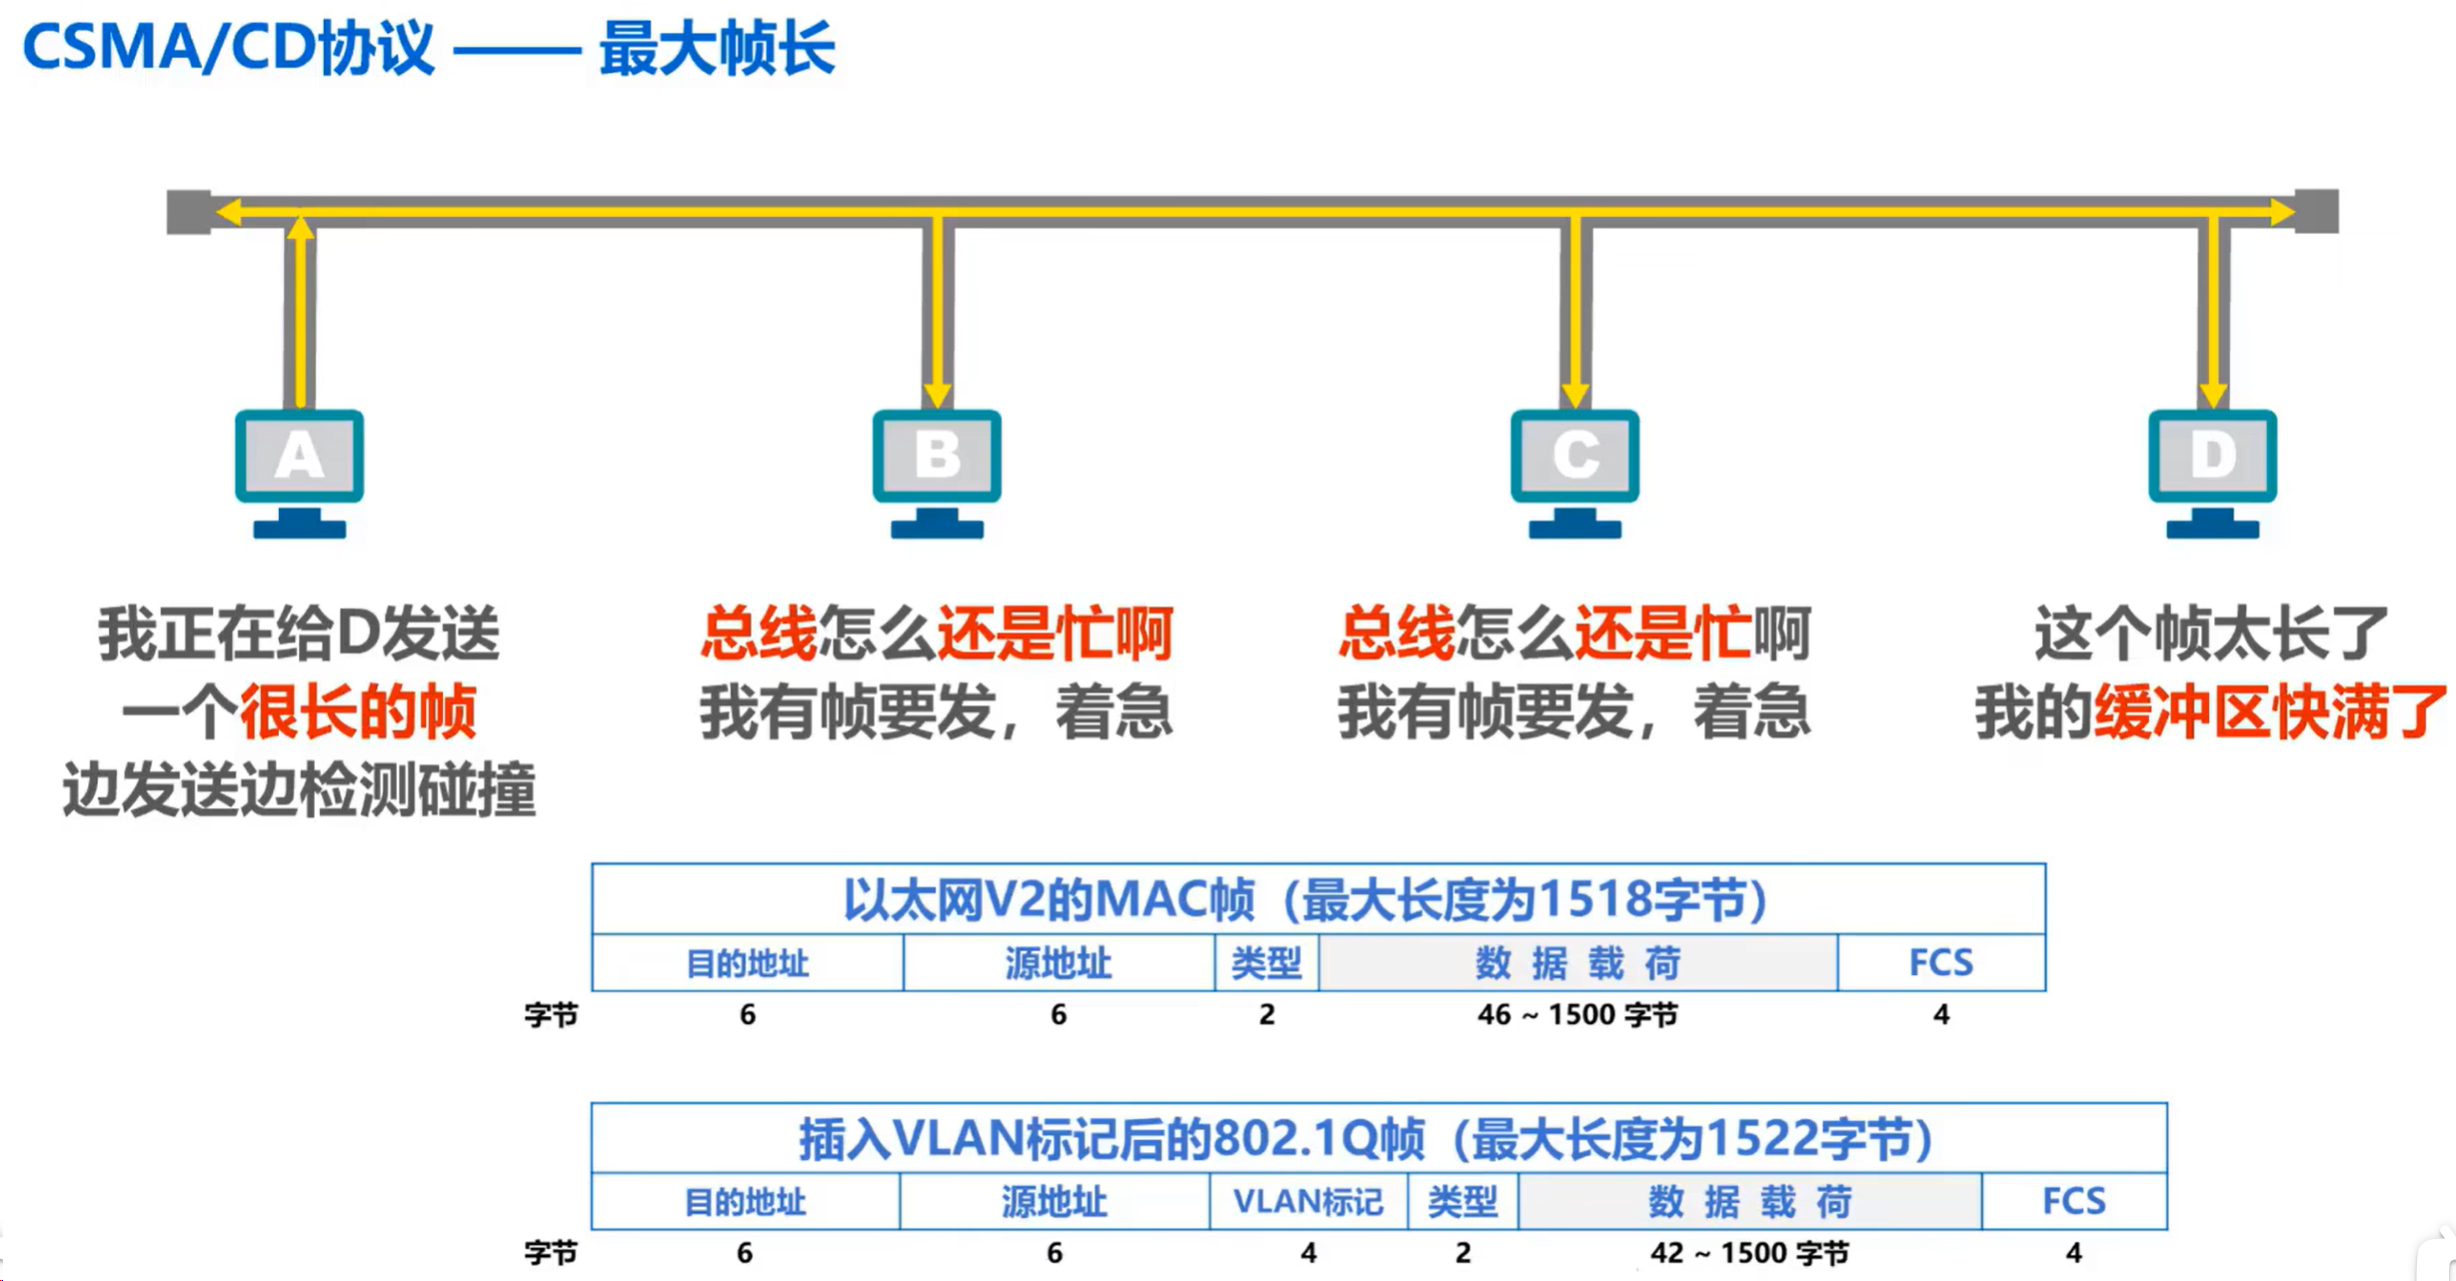 CSMA/CD协议 —— 最大帧长
A
B
C
D
我正在给D发送
一个很长的帧
边发送边检测碰撞
总线怎么还是忙啊
我有帧要发，着急
总线怎么还是忙啊
我有帧要发，着急
这个帧太长了
我的缓冲区快满了
以太网V2的MAC帧（最大长度为1518字节）
目的地址 源地址 类型 数据载荷 FCS
字节 6 6 2 46 ~ 1500 字节 4
插入VLAN标记后的802.1Q帧（最大长度为1522字节）
目的地址 源地址 VLAN标记 类型 数据载荷 FCS
字节 6 6 4 2 42 ~ 1500 字节 4